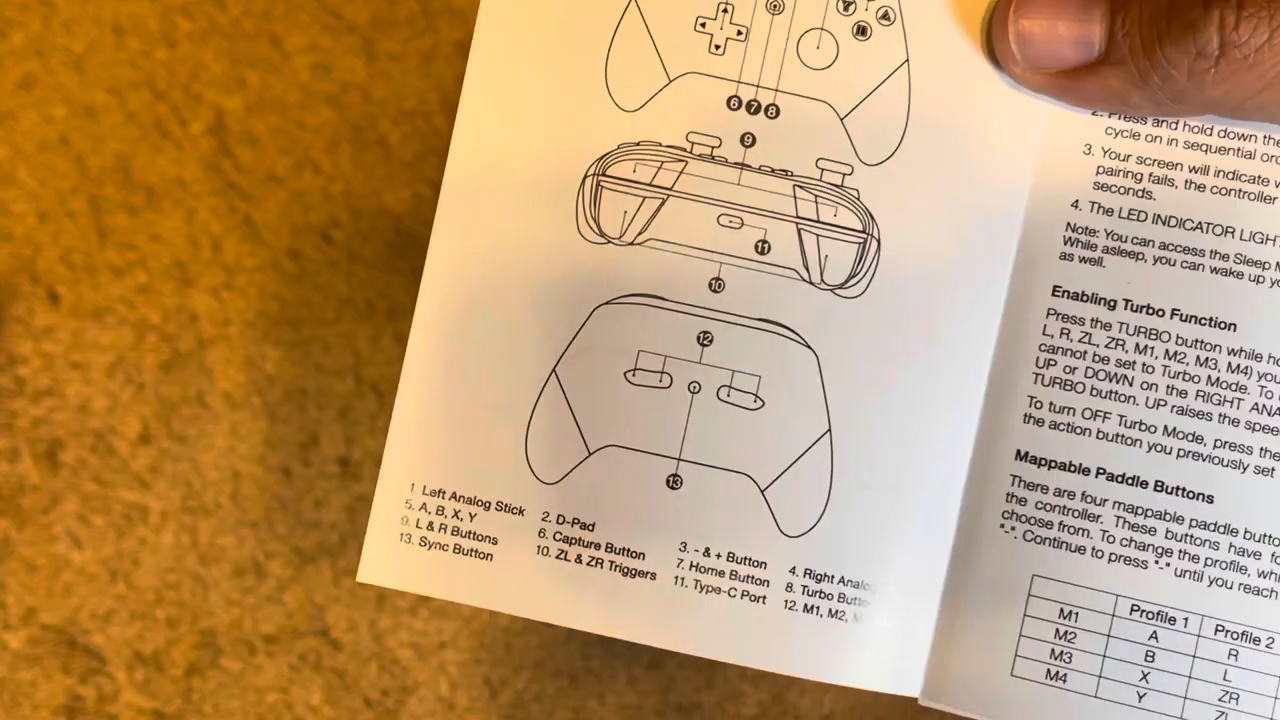 6 7 8
9
11
10
12
13
1 Left Analog Stick 2. D-Pad 3. - & + Button 4. Right Analog
5. A, B, X, Y 6. Capture Button 7. Home Button 8. Turbo Button
9. L & R Buttons 10. ZL & ZR Triggers 11. Type-C Port 12. M1, M2,
13. Sync Button
2. Press and hold down the
cycle on in sequential
3. Your screen will indicate
pairing fails, the controller
seconds.
4. The LED INDICATOR
Note: You can access the Sleep
While asleep, you can wake up
as well.
Enabling Turbo Function
Press the TURBO button while
L, R, ZL, ZR, M1, M2, M3, M4)
cannot be set to Turbo Mode. To
UP or DOWN on the RIGHT
TURBO button. UP raises the
To turn OFF Turbo Mode, press the
the action button you previously set
Mappable Paddle Buttons
There are four mappable paddle
the controller. These buttons have
choose from. To change the profile,
"-". Continue to press "-" until you reach
Profile 1 Profile 2
M1 A R
M2 B L
M3 X ZR
M4 Y ZL